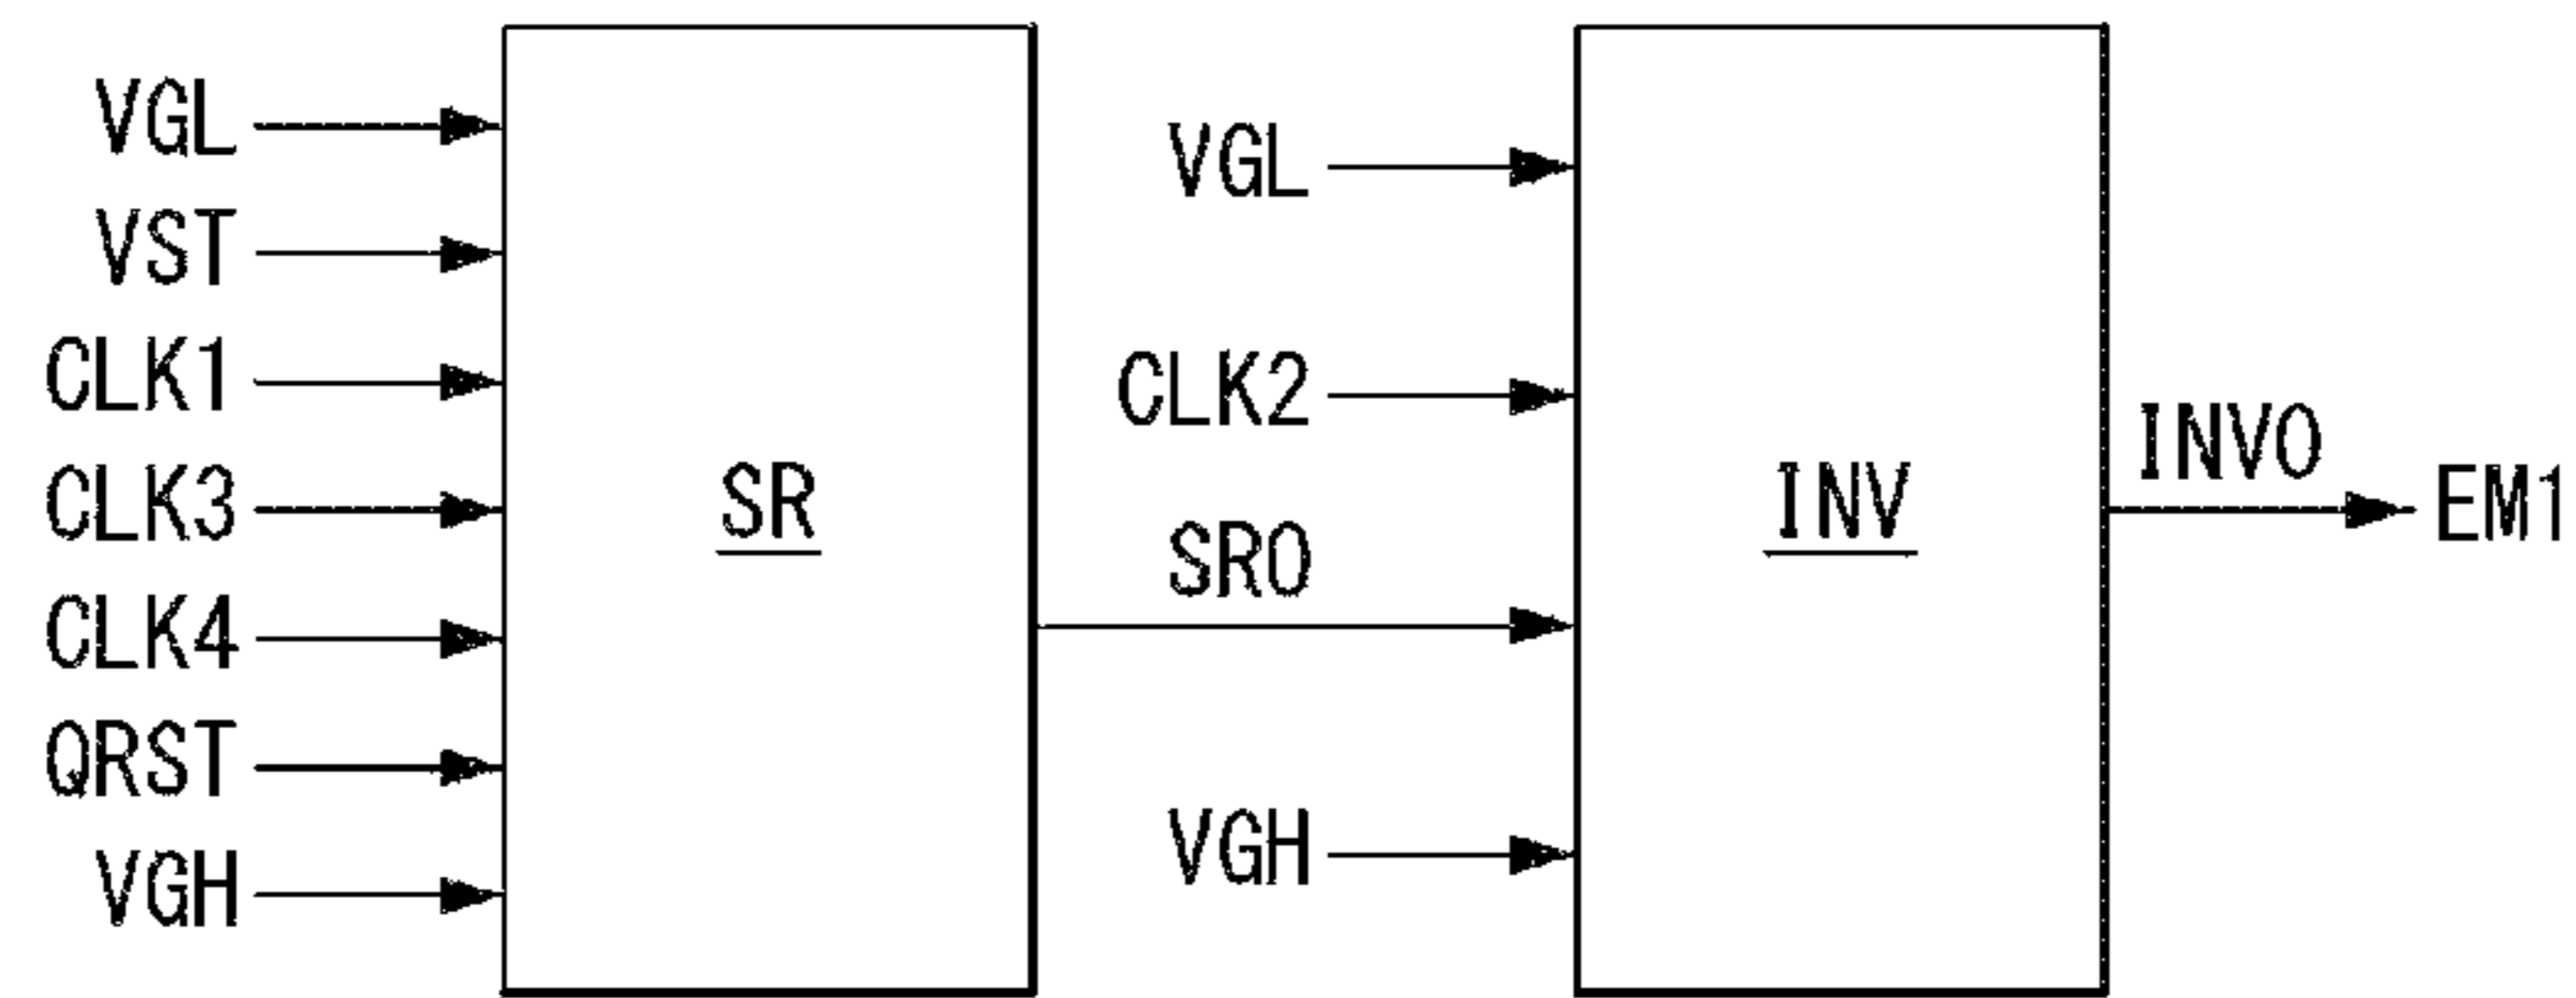 VGL
VST
CLK1
CLK3
CLK4
QRST
VGH
SR
VGL
CLK2
SRO
VGH
INV
INVO
EM1